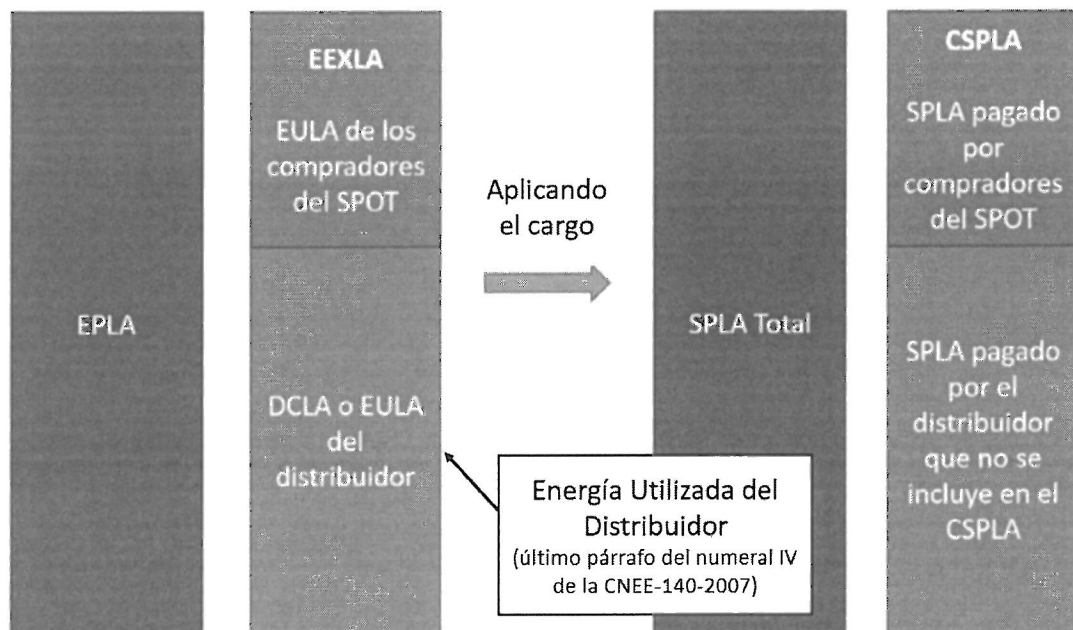 EPLA
EEXLA
EULA de los
compradores
del SPOT
DCLA o EULA
del
distribuidor
Aplicando
el cargo
Energía Utilizada del
Distribuidor
(último párrafo del numeral IV
de la CNEE-140-2007)
SPLA Total
CSPLA
SPLA pagado
por
compradores
del SPOT
SPLA pagado
por el
distribuidor
que no se
incluye en el
CSPLA